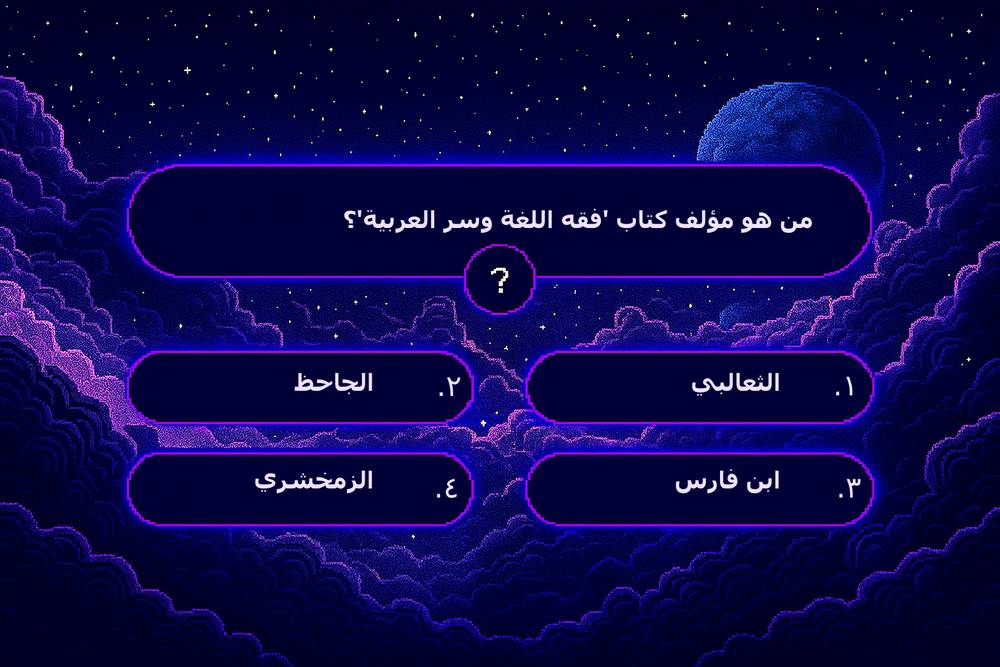 من هو مؤلف كتاب 'فقه اللغة وسر العربية'؟
?
١. الثعالبي
٢. الجاحظ
٣. ابن فارس
٤. الزمخشري